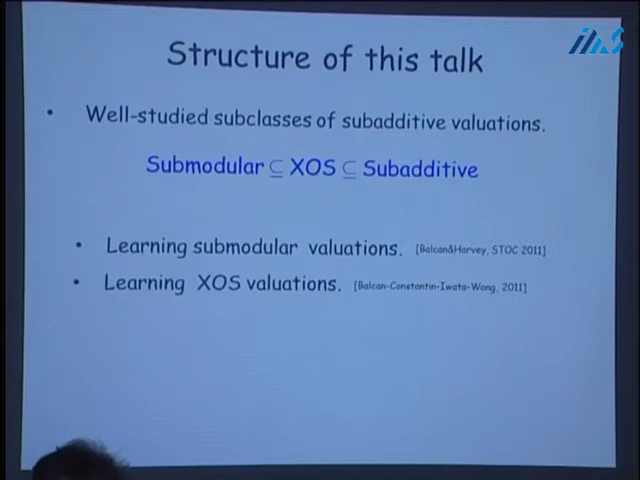 Structure of this talk
• Well-studied subclasses of subadditive valuations.
Submodular ⊆ XOS ⊆ Subadditive
• Learning submodular valuations. [Balcan&Harvey, STOC 2011]
• Learning XOS valuations. [Balcan-Constantin-Iwata-Wang, 2011]